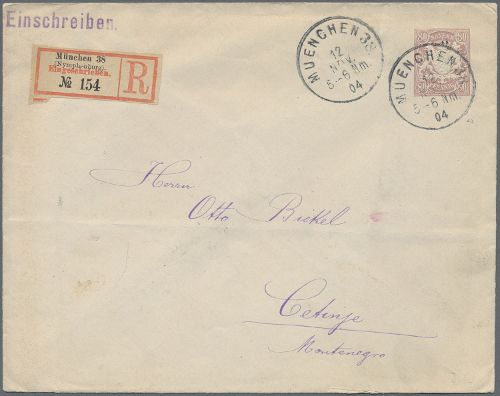 Einschreiben.
München 38
(Nymphenburg)
Eingeschrieben.
№ 154
R
MUENCHEN 38
12
NOV.
5-6 Nm.
04
MUENCHEN 38
5-6 Nm.
04
Herrn
Otto Bickel
Cetinje
Montenegro